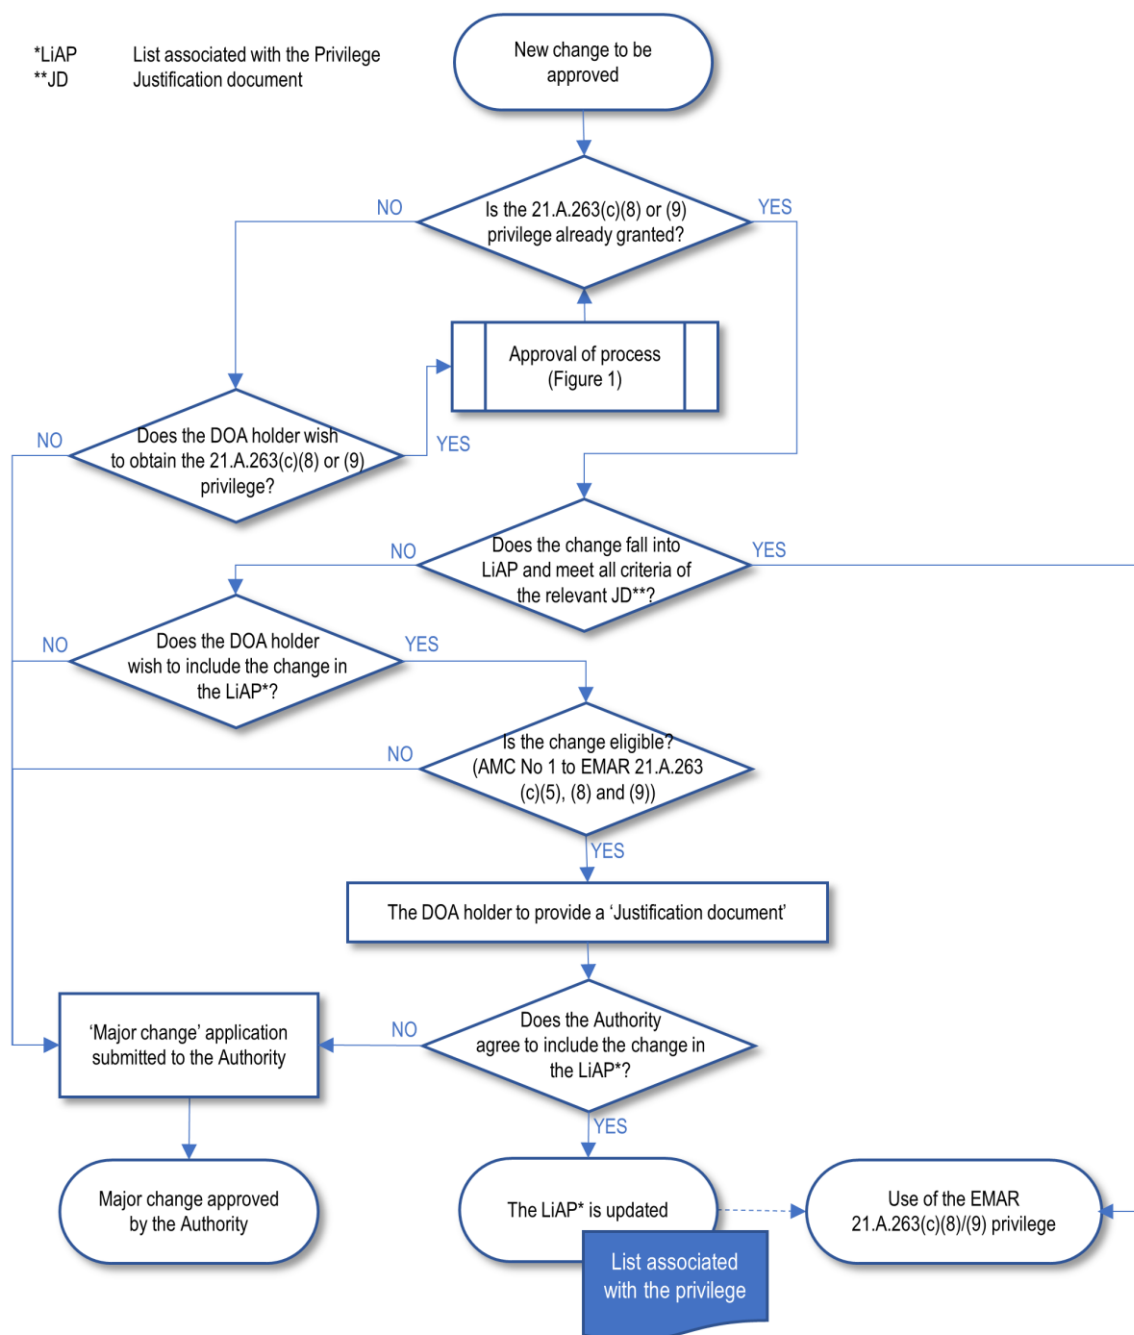 *LiAP List associated with the Privilege
**JD Justification document
New change to be
approved
NO
Is the 21.A.263(c)(8) or (9)
privilege already granted?
YES
Approval of process
(Figure 1)
NO
Does the DOA holder wish
to obtain the 21.A.263(c)(8) or (9)
privilege?
YES
NO
Does the change fall into
LiAP and meet all criteria of
the relevant JD**?
YES
NO
Does the DOA holder
wish to include the change in
the LiAP*?
YES
NO
Is the change eligible?
(AMC No 1 to EMAR 21.A.263
(c)(5), (8) and (9))
YES
The DOA holder to provide a ‘Justification document’
‘Major change’ application
submitted to the Authority
NO
Does the Authority
agree to include the change in
the LiAP*?
YES
Major change approved
by the Authority
The LiAP* is updated
Use of the EMAR
21.A.263(c)(8)/(9) privilege
List associated
with the privilege